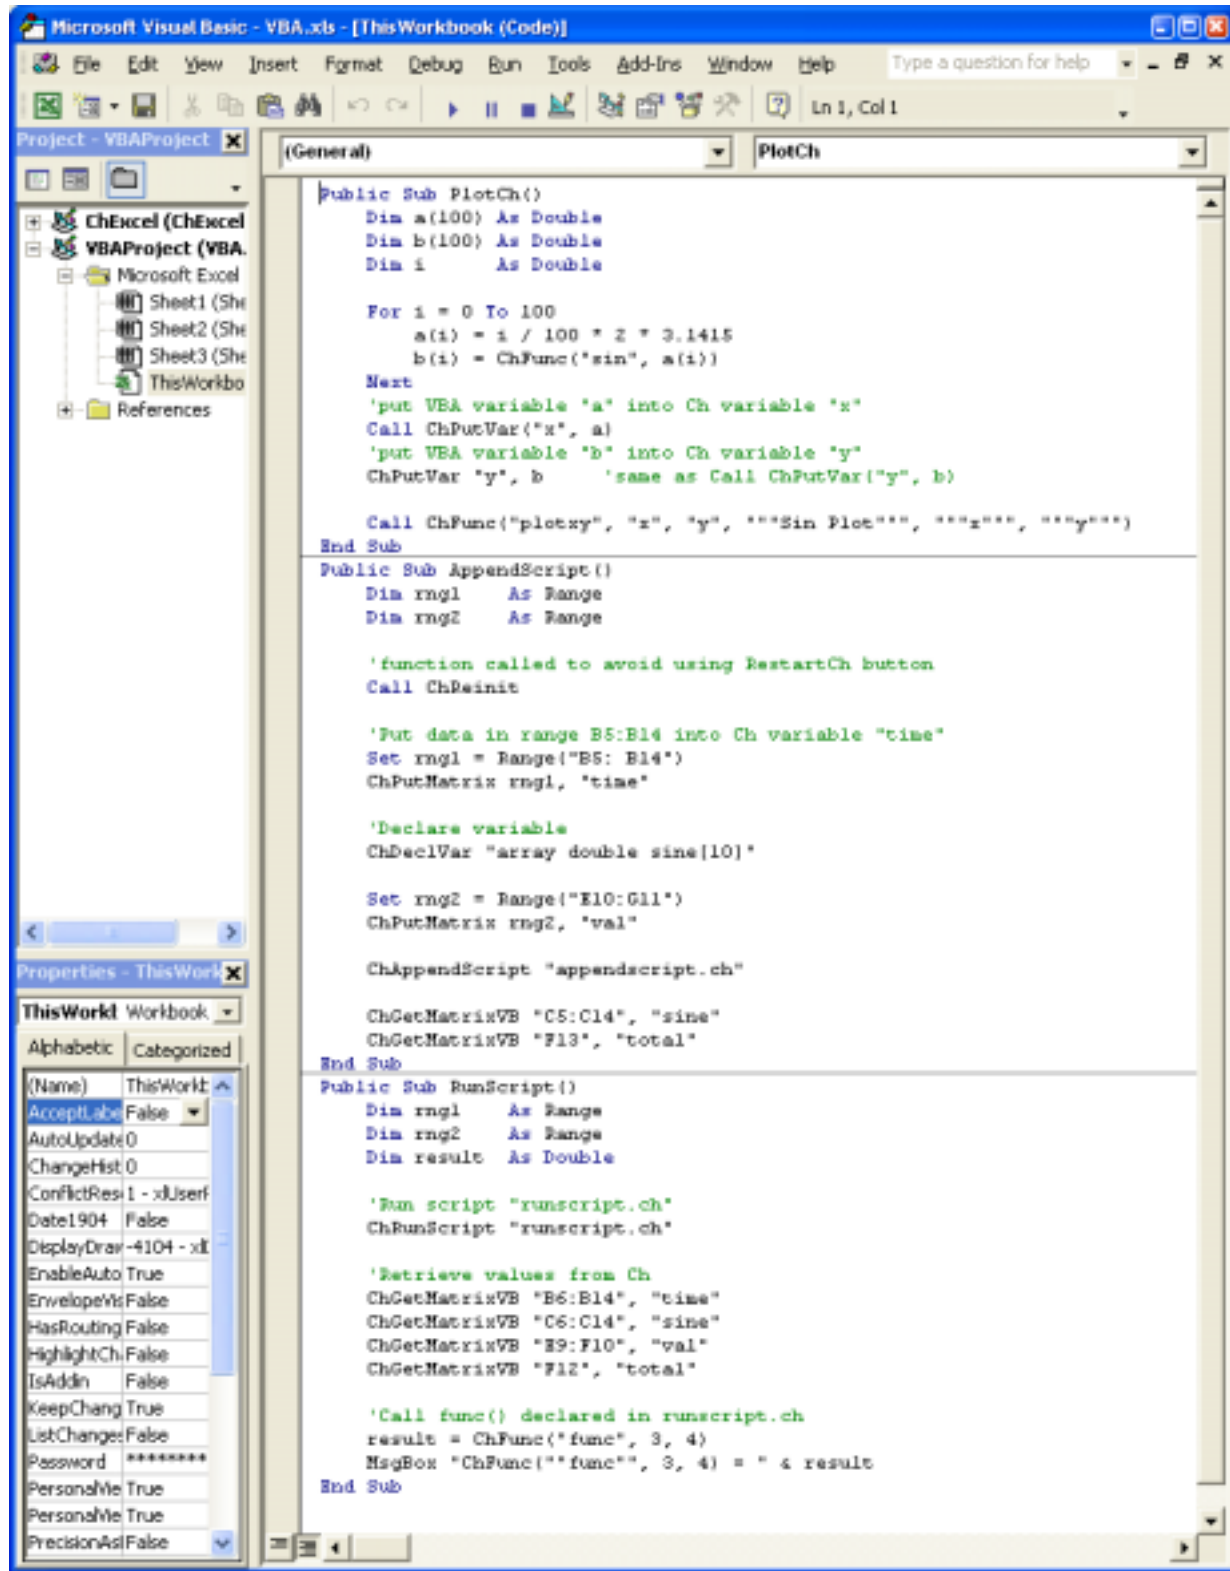 Microsoft Visual Basic - VBA.xls - [ThisWorkbook (Code)]
File Edit View Insert Format Debug Run Tools Add-Ins Window Help Type a question for help
Ln 1, Col 1
Project - VBAProject
ChExcel (ChExcel
VBAProject (VBA.
Microsoft Excel
Sheet1 (She
Sheet2 (She
Sheet3 (She
ThisWorkbo
References
Properties - ThisWork
ThisWorkl Workbook
Alphabetic Categorized
(Name) ThisWorkb
AcceptLabe False
AutoUpdate 0
ChangeHist 0
ConflictRes 1 - xlUserF
Date1904 False
DisplayDraw -4104 - xlD
EnableAuto True
EnvelopeVis False
HasRouting False
HighlightCh False
IsAddin False
KeepChang True
ListChanges False
Password ********
PersonalVie True
PersonalVie True
PrecisionAs False
(General) PlotCh
Public Sub PlotCh()
Dim a(100) As Double
Dim b(100) As Double
Dim i As Double
For i = 0 To 100
a(i) = i / 100 * 2 * 3.1415
b(i) = ChFunc("sin", a(i))
Next
'put VBA variable "a" into Ch variable "x"
Call ChPutVar("x", a)
'put VBA variable "b" into Ch variable "y"
ChPutVar "y", b 'same as Call ChPutVar("y", b)
Call ChFunc("plotxy", "x", "y", """Sin Plot""", """x""", """y""")
End Sub
Public Sub AppendScript()
Dim rng1 As Range
Dim rng2 As Range
'function called to avoid using RestartCh button
Call ChReinit
'Put data in range B5:B14 into Ch variable "time"
Set rng1 = Range("B5: B14")
ChPutMatrix rng1, "time"
'Declare variable
ChDeclVar "array double sine[10]"
Set rng2 = Range("E10:G11")
ChPutMatrix rng2, "val"
ChAppendScript "appendscript.ch"
ChGetMatrixVB "C5:C14", "sine"
ChGetMatrixVB "F13", "total"
End Sub
Public Sub RunScript()
Dim rng1 As Range
Dim rng2 As Range
Dim result As Double
'Run script "runscript.ch"
ChRunScript "runscript.ch"
'Retrieve values from Ch
ChGetMatrixVB "B6:B14", "time"
ChGetMatrixVB "C6:C14", "sine"
ChGetMatrixVB "E9:F10", "val"
ChGetMatrixVB "F12", "total"
'Call func() declared in runscript.ch
result = ChFunc("func", 3, 4)
MsgBox "ChFunc(""func"", 3, 4) = " & result
End Sub